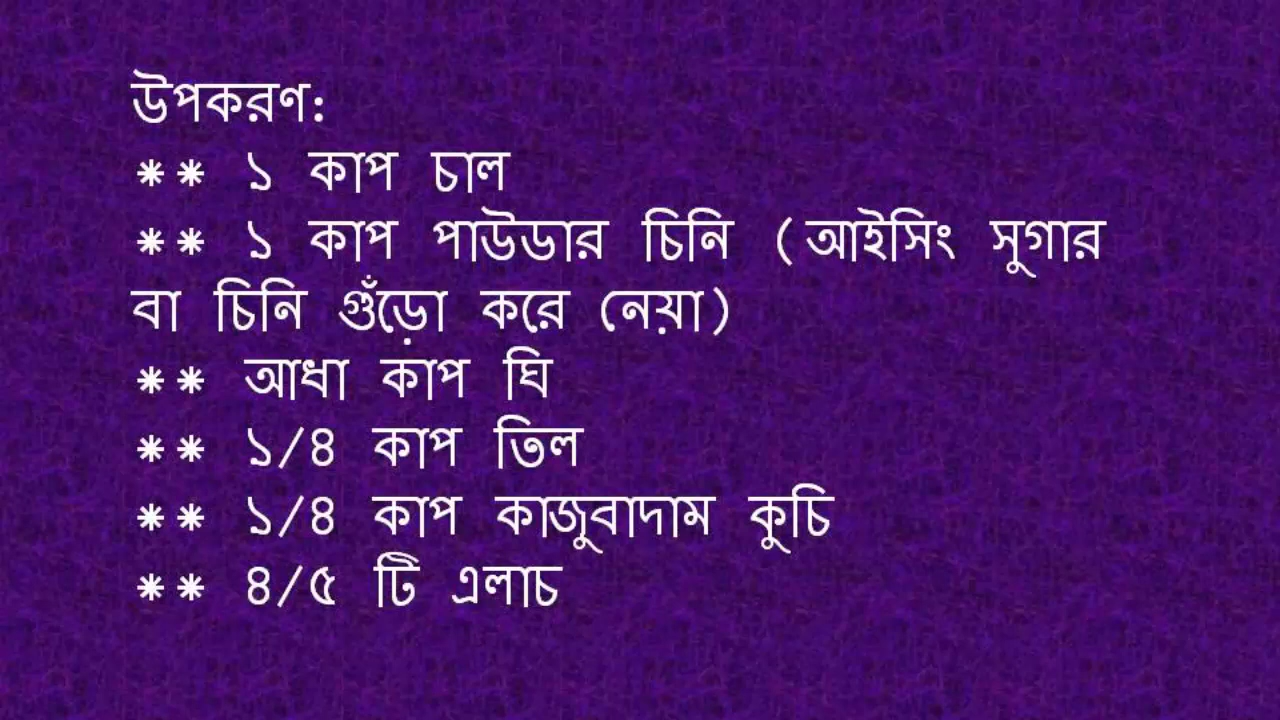 উপকরণ:
** ১ কাপ চাল
** ১ কাপ পাউডার চিনি (আইসিং সুগার
বা চিনি গুঁড়ো করে নেয়া)
** আধা কাপ ঘি
** ১/৪ কাপ তিল
** ১/৪ কাপ কাজুবাদাম কুচি
** ৪/৫ টি এলাচ